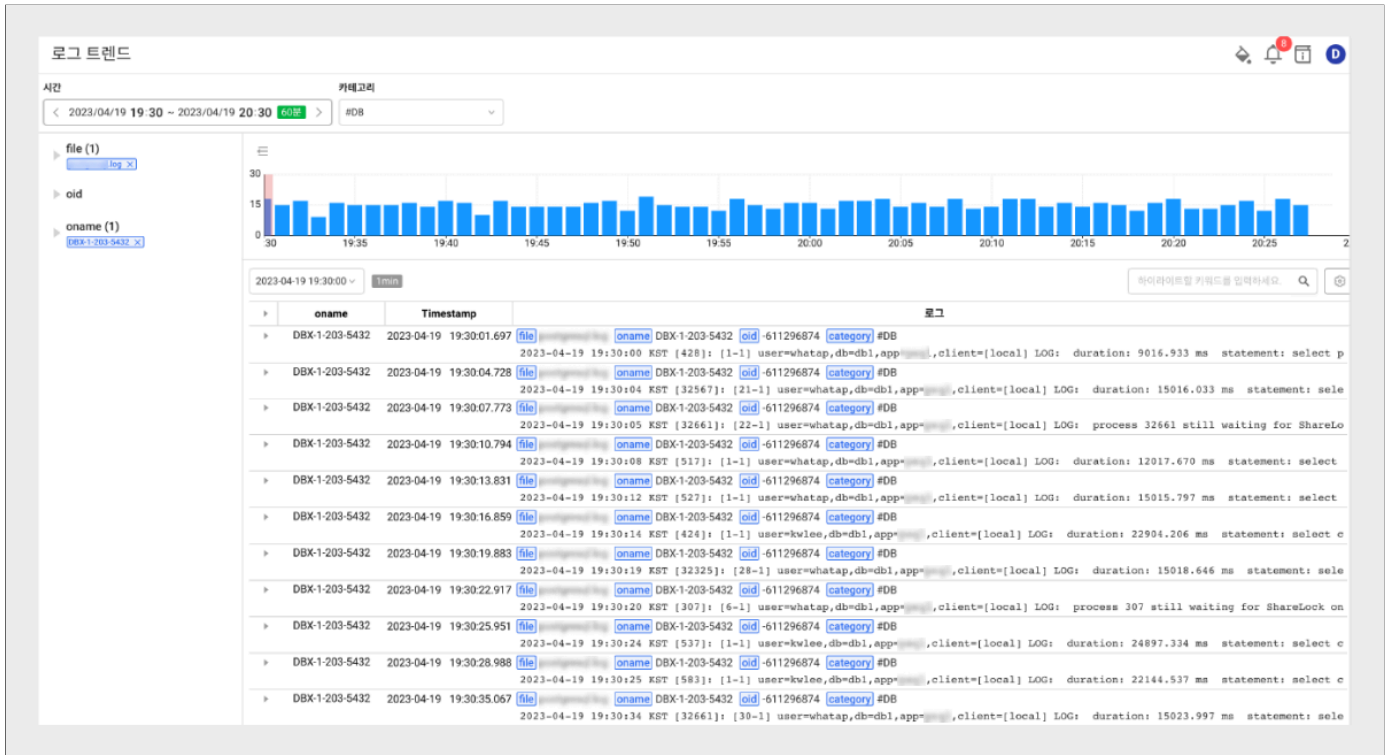 로그 트렌드
8
D
시간
카테고리
2023/04/19 19:30 ~ 2023/04/19 20:30 60분
#DB
file (1)
.log ×
oid
oname (1)
DBX-1-203-5432 ×
30
15
0
:30 19:35 19:40 19:45 19:50 19:55 20:00 20:05 20:10 20:15 20:20 20:25 2
2023-04-19 19:30:00 1min
하이라이트할 키워드를 입력하세요.
oname Timestamp 로그
DBX-1-203-5432 2023-04-19 19:30:01.697 file oname DBX-1-203-5432 oid -611296874 category #DB
2023-04-19 19:30:00 KST [428]: [1-1] user=whatap,db=db1,app= ,client=[local] LOG: duration: 9016.933 ms statement: select p
DBX-1-203-5432 2023-04-19 19:30:04.728 file oname DBX-1-203-5432 oid -611296874 category #DB
2023-04-19 19:30:04 KST [32567]: [21-1] user=whatap,db=db1,app= ,client=[local] LOG: duration: 15016.033 ms statement: sele
DBX-1-203-5432 2023-04-19 19:30:07.773 file oname DBX-1-203-5432 oid -611296874 category #DB
2023-04-19 19:30:05 KST [32661]: [22-1] user=whatap,db=db1,app= ,client=[local] LOG: process 32661 still waiting for ShareLo
DBX-1-203-5432 2023-04-19 19:30:10.794 file oname DBX-1-203-5432 oid -611296874 category #DB
2023-04-19 19:30:08 KST [517]: [1-1] user=whatap,db=db1,app= ,client=[local] LOG: duration: 12017.670 ms statement: select
DBX-1-203-5432 2023-04-19 19:30:13.831 file oname DBX-1-203-5432 oid -611296874 category #DB
2023-04-19 19:30:12 KST [527]: [1-1] user=whatap,db=db1,app= ,client=[local] LOG: duration: 15015.797 ms statement: select
DBX-1-203-5432 2023-04-19 19:30:16.859 file oname DBX-1-203-5432 oid -611296874 category #DB
2023-04-19 19:30:14 KST [424]: [1-1] user=kwlee,db=db1,app= ,client=[local] LOG: duration: 22904.206 ms statement: select c
DBX-1-203-5432 2023-04-19 19:30:19.883 file oname DBX-1-203-5432 oid -611296874 category #DB
2023-04-19 19:30:19 KST [32325]: [28-1] user=whatap,db=db1,app= ,client=[local] LOG: duration: 15018.646 ms statement: sele
DBX-1-203-5432 2023-04-19 19:30:22.917 file oname DBX-1-203-5432 oid -611296874 category #DB
2023-04-19 19:30:20 KST [307]: [6-1] user=whatap,db=db1,app= ,client=[local] LOG: process 307 still waiting for ShareLock on
DBX-1-203-5432 2023-04-19 19:30:25.951 file oname DBX-1-203-5432 oid -611296874 category #DB
2023-04-19 19:30:24 KST [537]: [1-1] user=kwlee,db=db1,app= ,client=[local] LOG: duration: 24897.334 ms statement: select c
DBX-1-203-5432 2023-04-19 19:30:28.988 file oname DBX-1-203-5432 oid -611296874 category #DB
2023-04-19 19:30:25 KST [583]: [1-1] user=kwlee,db=db1,app= ,client=[local] LOG: duration: 22144.537 ms statement: select c
DBX-1-203-5432 2023-04-19 19:30:35.067 file oname DBX-1-203-5432 oid -611296874 category #DB
2023-04-19 19:30:34 KST [32661]: [30-1] user=whatap,db=db1,app= ,client=[local] LOG: duration: 15023.997 ms statement: sele